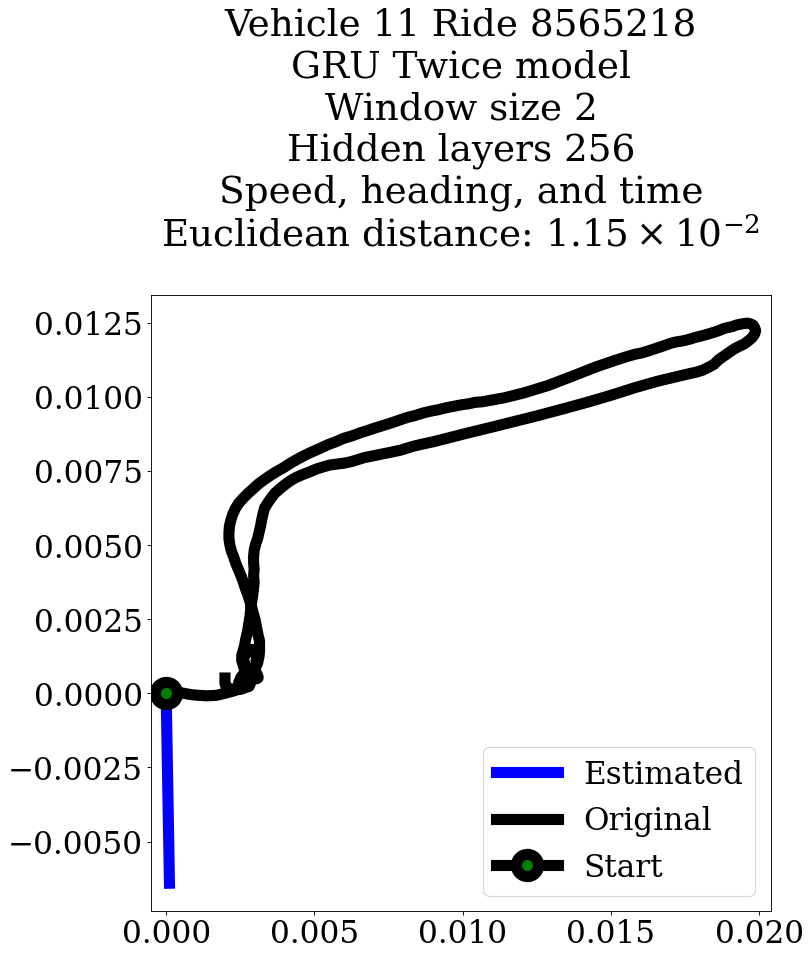 Vehicle 11 Ride 8565218
GRU Twice model
Window size 2
Hidden layers 256
Speed, heading, and time
Euclidean distance: 1.15 × 10⁻²
0.0125
0.0100
0.0075
0.0050
0.0025
0.0000
−0.0025
−0.0050
Estimated
Original
Start
0.000 0.005 0.010 0.015 0.020